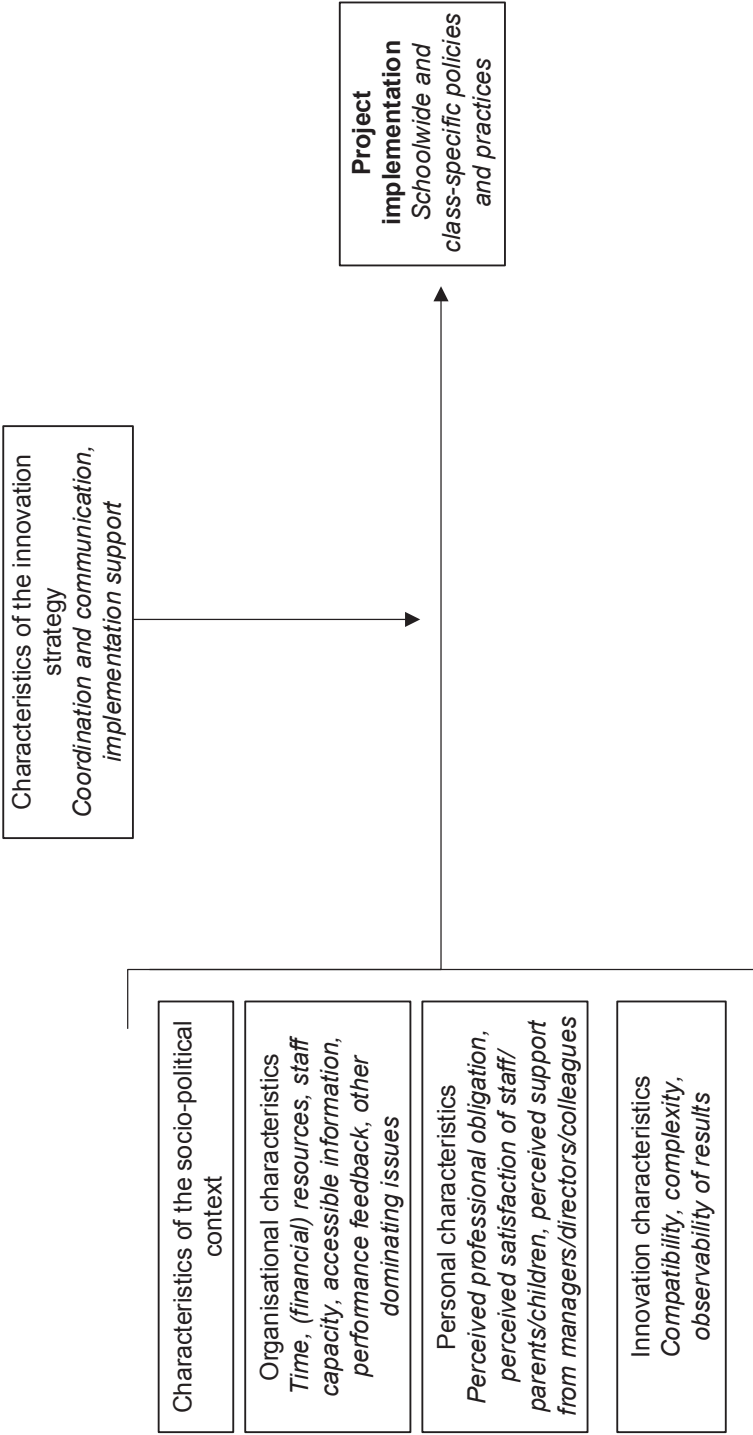 Characteristics of the socio-political
context
Organisational characteristics
Time, (financial) resources, staff
capacity, accessible information,
performance feedback, other
dominating issues
Personal characteristics
Perceived professional obligation,
perceived satisfaction of staff/
parents/children, perceived support
from managers/directors/colleagues
Innovation characteristics
Compatibility, complexity,
observability of results
Characteristics of the innovation
strategy
Coordination and communication,
implementation support
Project
implementation
Schoolwide and
class-specific policies
and practices